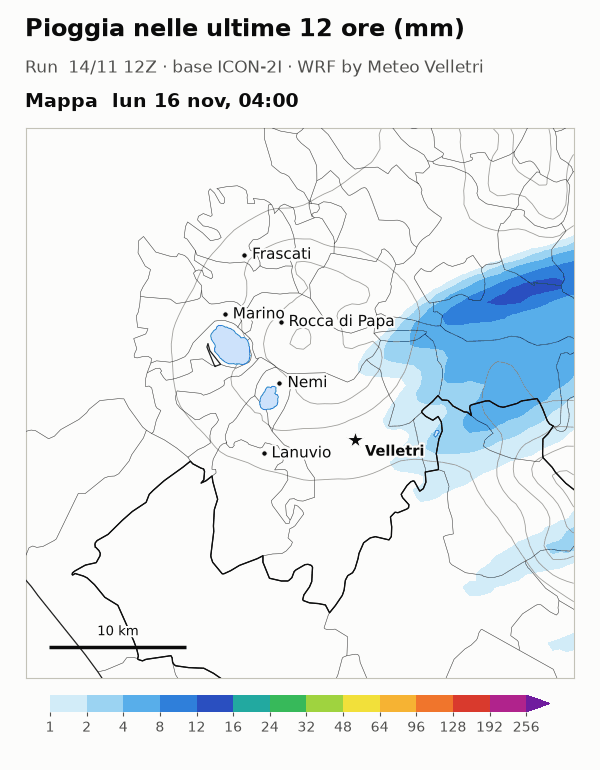 Pioggia nelle ultime 12 ore (mm)
Run  14/11 12Z · base ICON-2I · WRF by Meteo Velletri
Mappa  lun 16 nov, 04:00
Frascati
Marino
Rocca di Papa
Nemi
Velletri
Lanuvio
10 km
1 2 4 8 12 16 24 32 48 64 96 128 192 256